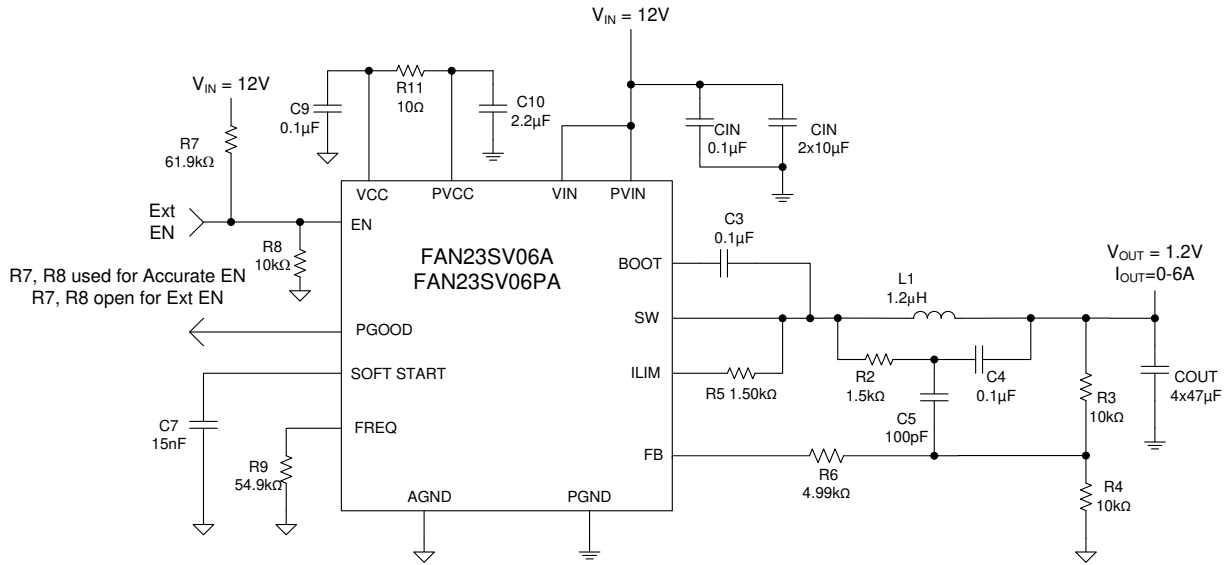 V_IN = 12V
V_IN = 12V
R11
10Ω
C9
0.1µF
C10
2.2µF
R7
61.9kΩ
CIN
0.1µF
CIN
2x10µF
VCC
PVCC
VIN
PVIN
Ext
EN
EN
R8
10kΩ
FAN23SV06A
FAN23SV06PA
R7, R8 used for Accurate EN
R7, R8 open for Ext EN
C3
0.1µF
BOOT
V_OUT = 1.2V
I_OUT=0-6A
L1
1.2µH
SW
PGOOD
SOFT START
ILIM
R5 1.50kΩ
R2
1.5kΩ
C4
0.1µF
C5
100pF
R3
10kΩ
COUT
4x47µF
C7
15nF
FREQ
R9
54.9kΩ
FB
R6
4.99kΩ
R4
10kΩ
AGND
PGND